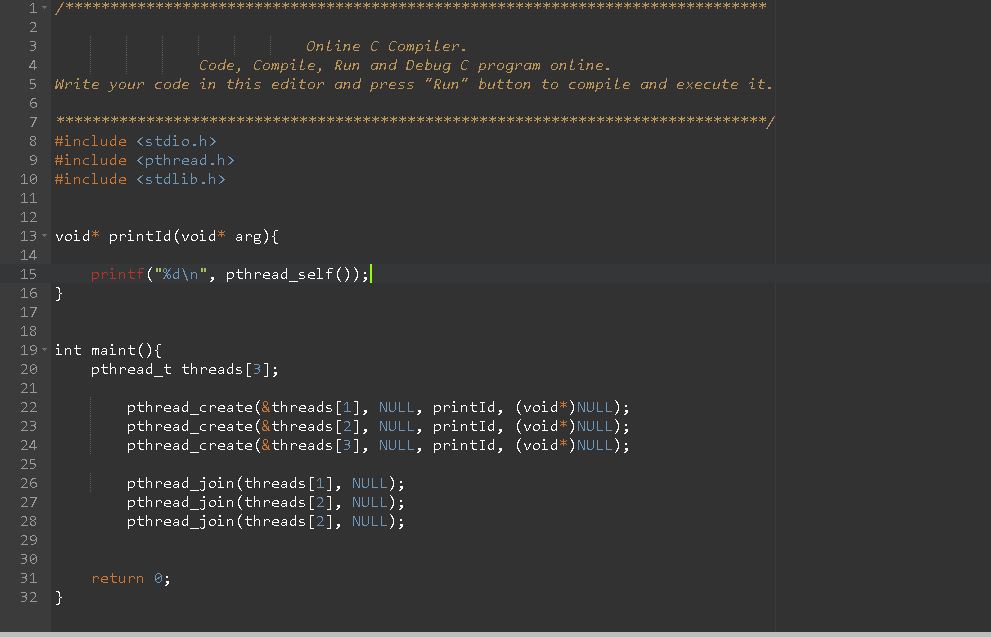 1 /******************************************************************************
2
3 Online C Compiler.
4 Code, Compile, Run and Debug C program online.
5 Write your code in this editor and press "Run" button to compile and execute it.
6
7 *******************************************************************************/
8 #include <stdio.h>
9 #include <pthread.h>
10 #include <stdlib.h>
11
12
13 void* printId(void* arg){
14
15 printf("%d\n", pthread_self());
16 }
17
18
19 int maint(){
20 pthread_t threads[3];
21
22 pthread_create(&threads[1], NULL, printId, (void*)NULL);
23 pthread_create(&threads[2], NULL, printId, (void*)NULL);
24 pthread_create(&threads[3], NULL, printId, (void*)NULL);
25
26 pthread_join(threads[1], NULL);
27 pthread_join(threads[2], NULL);
28 pthread_join(threads[2], NULL);
29
30
31 return 0;
32 }